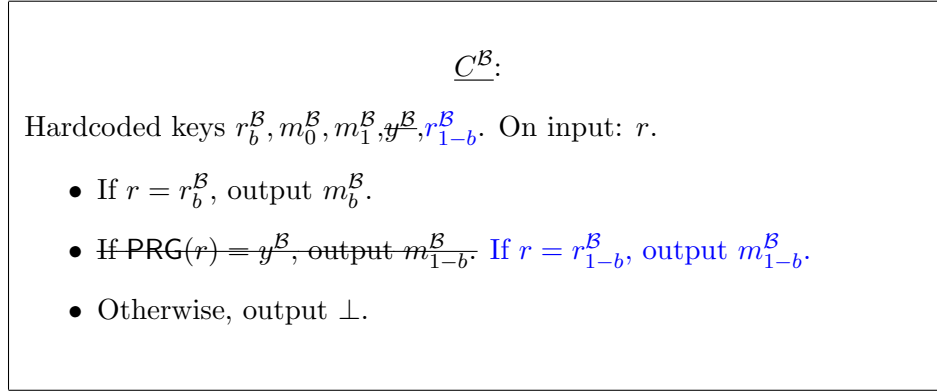 C^ℬ:
Hardcoded keys r_b^ℬ, m_0^ℬ, m_1^ℬ, y^ℬ, r_{1−b}^ℬ. On input: r.
• If r = r_b^ℬ, output m_b^ℬ.
• If PRG(r) = y^ℬ, output m_{1−b}^ℬ. If r = r_{1−b}^ℬ, output m_{1−b}^ℬ.
• Otherwise, output ⊥.